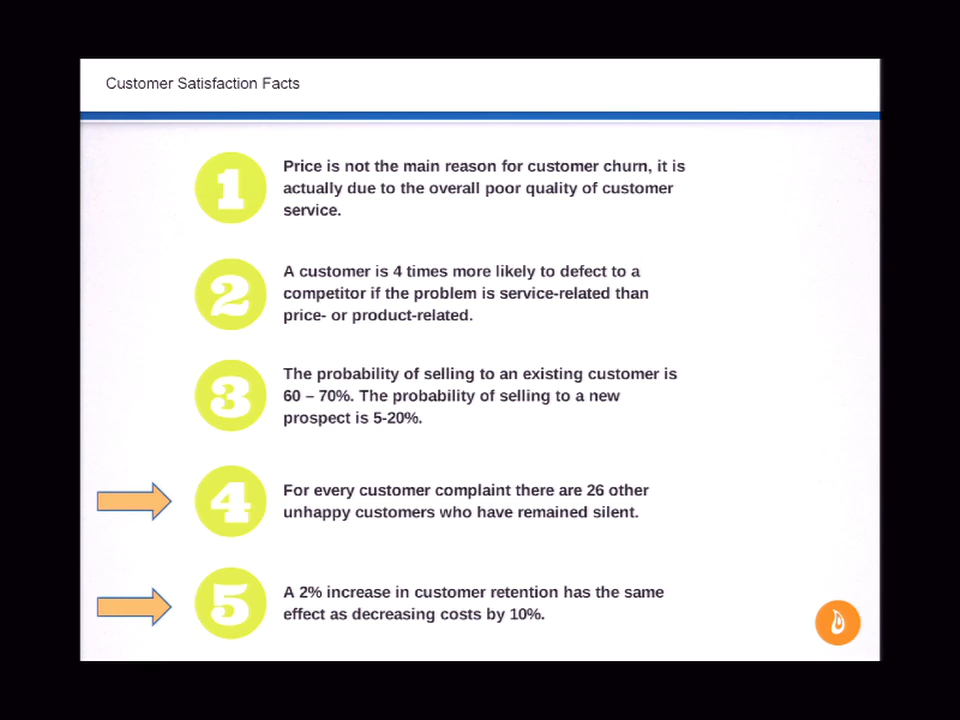 Customer Satisfaction Facts
1
Price is not the main reason for customer churn, it is
actually due to the overall poor quality of customer
service.
2
A customer is 4 times more likely to defect to a
competitor if the problem is service-related than
price- or product-related.
3
The probability of selling to an existing customer is
60 – 70%. The probability of selling to a new
prospect is 5-20%.
4
For every customer complaint there are 26 other
unhappy customers who have remained silent.
5
A 2% increase in customer retention has the same
effect as decreasing costs by 10%.